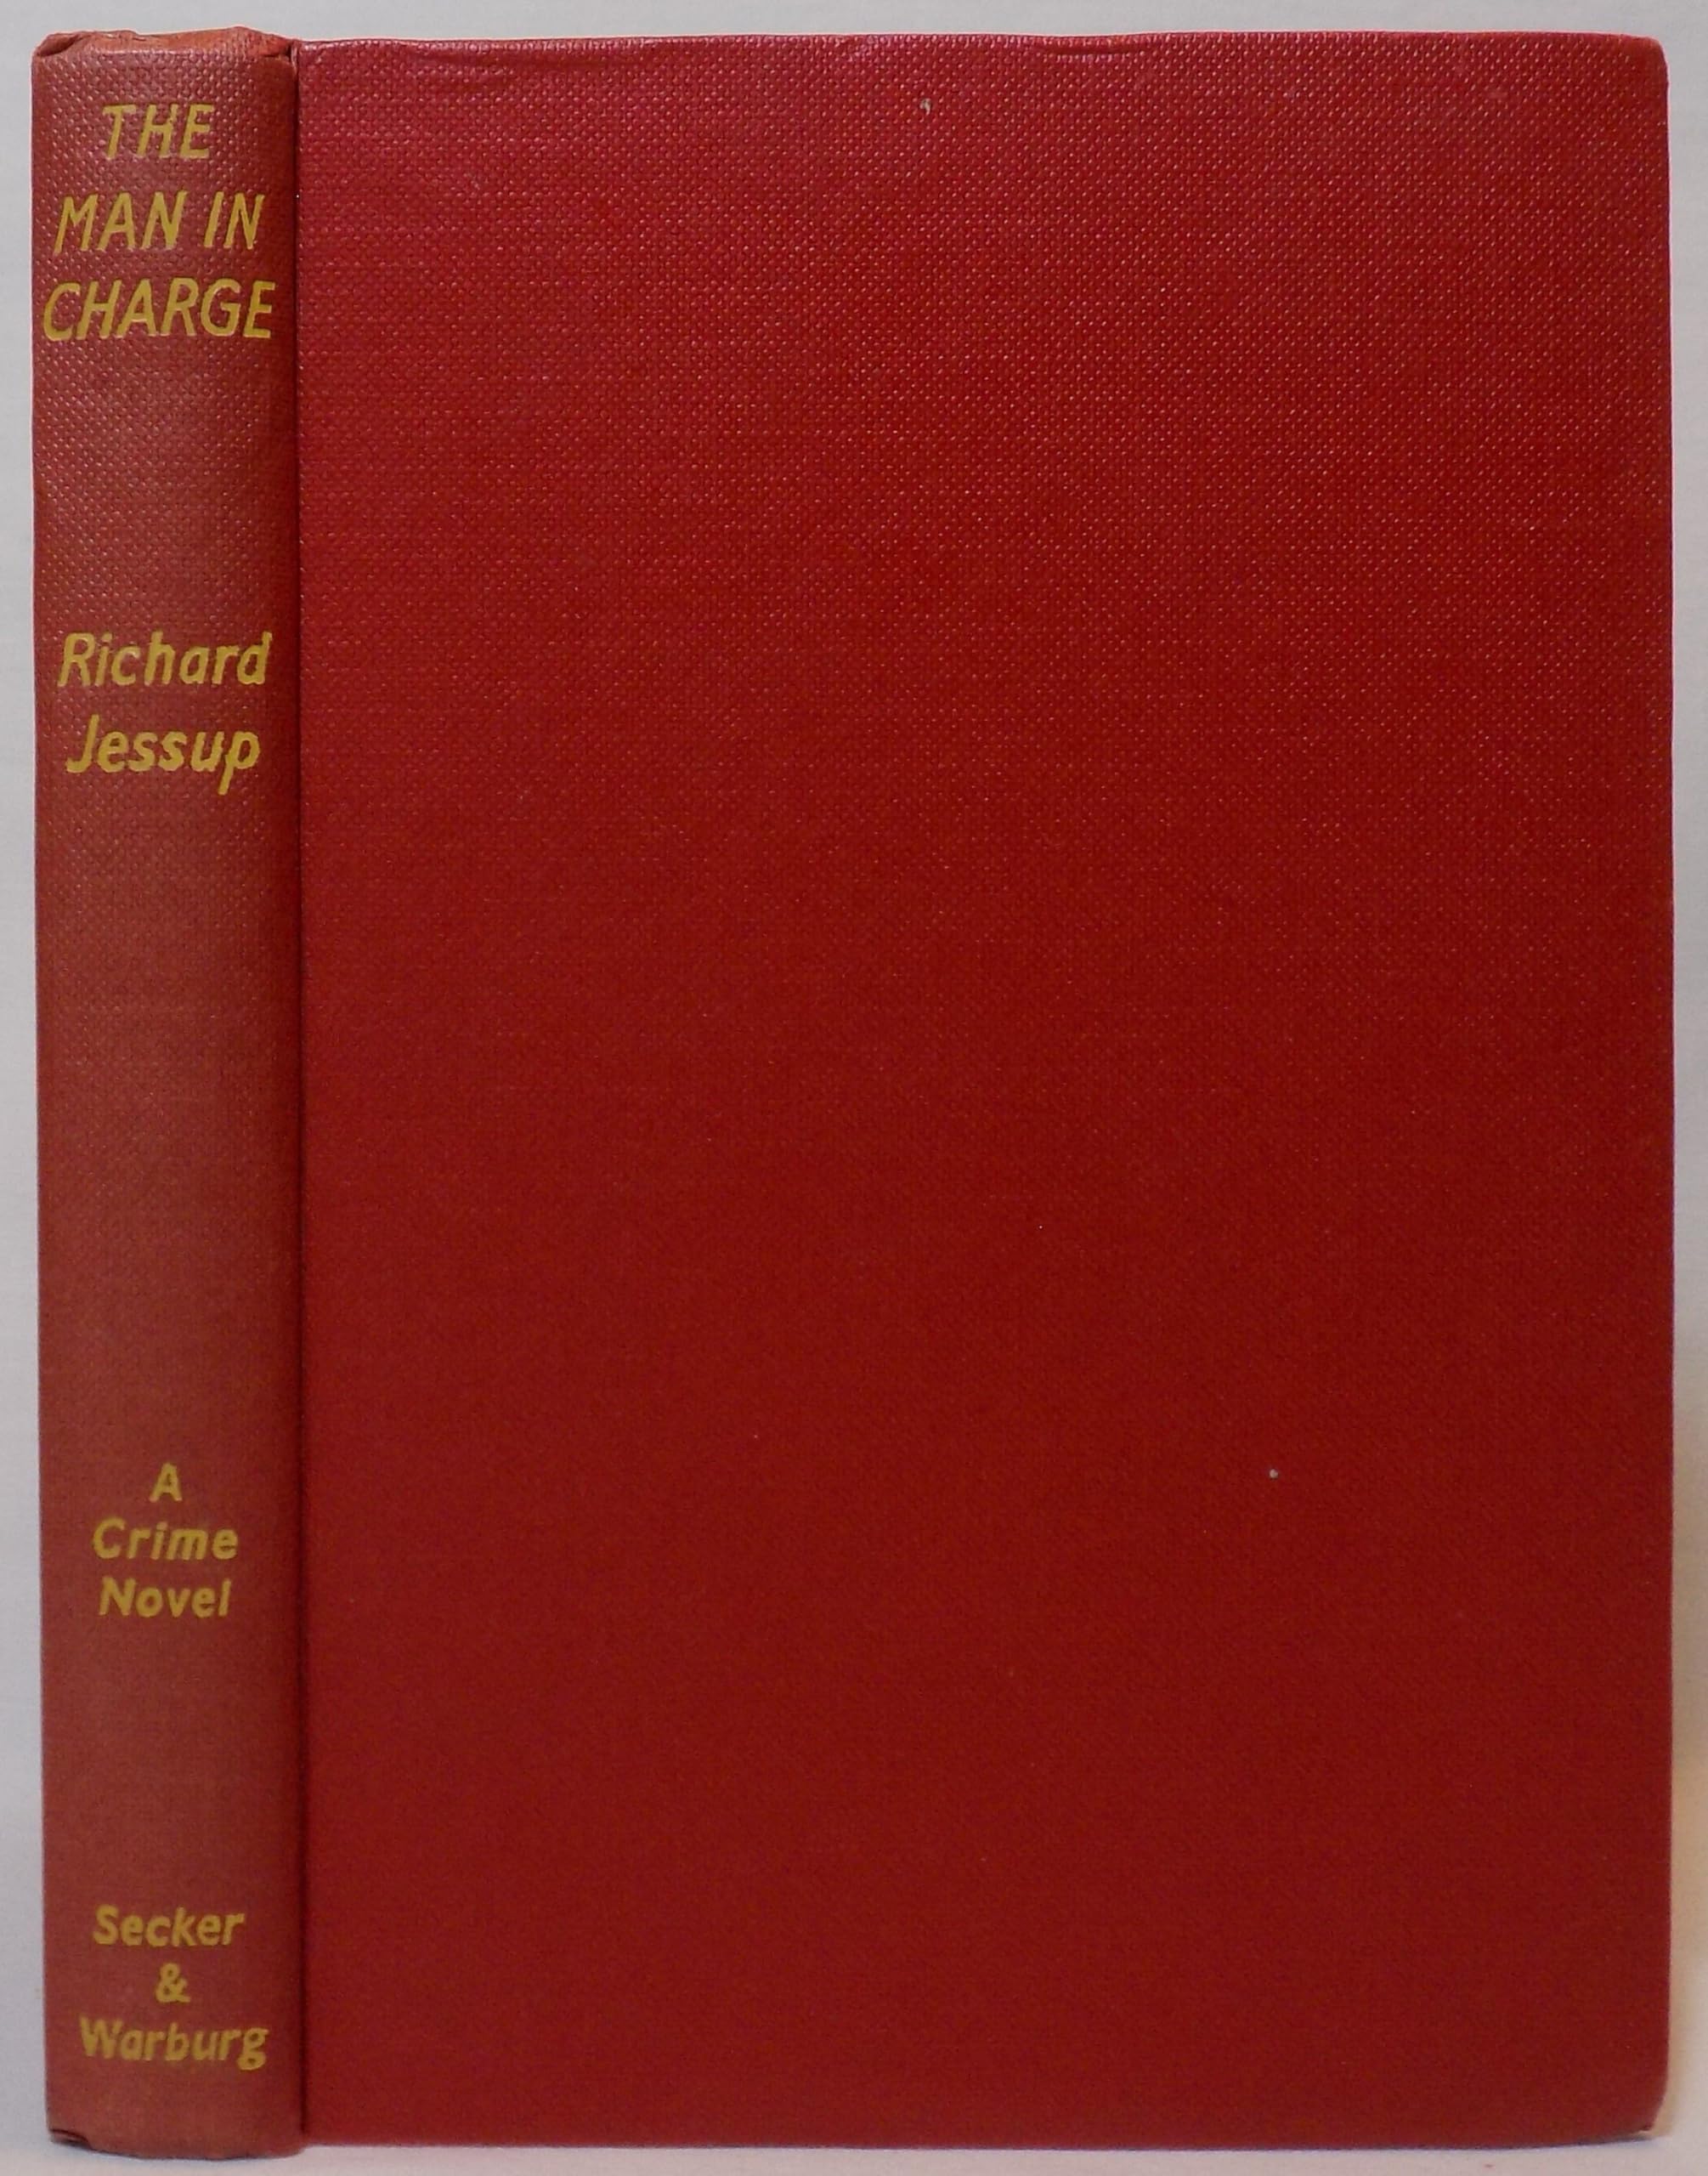 THE
MAN IN
CHARGE
Richard
Jessup
A
Crime
Novel
Secker
&
Warburg